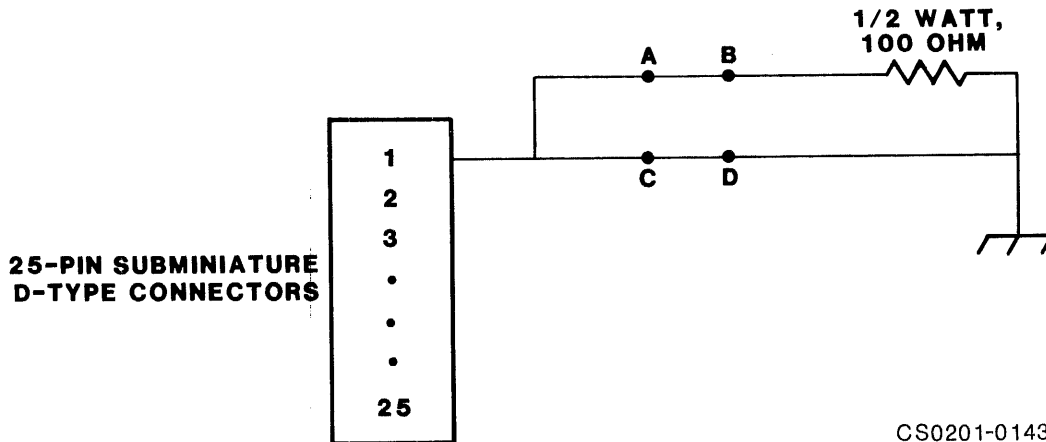 1/2 WATT,
100 OHM
A B
C D
1
2
3
25
25-PIN SUBMINIATURE
D-TYPE CONNECTORS
CS0201-0143